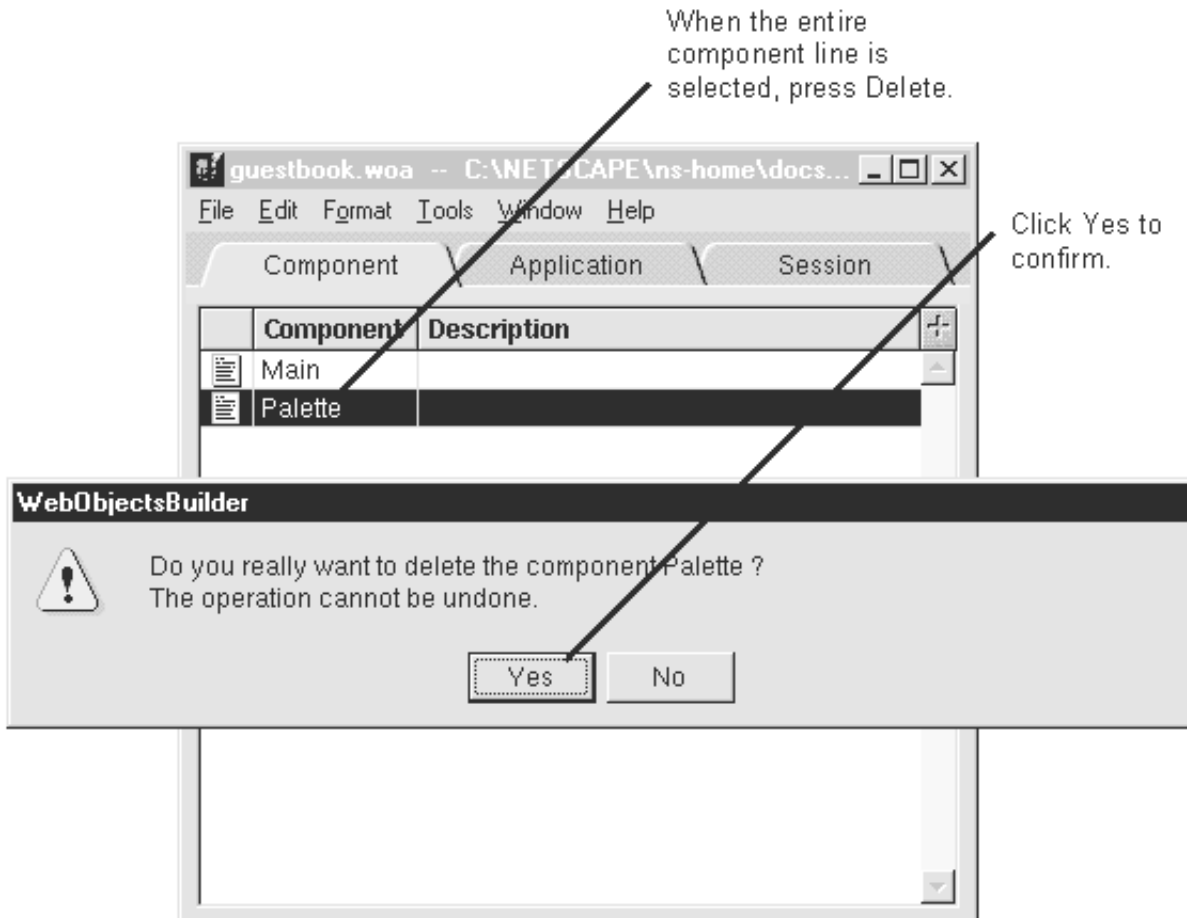 When the entire
component line is
selected, press Delete.
guestbook.woa -- C:\NETSCAPE\ns-home\docs...
File Edit Format Tools Window Help
Click Yes to
confirm.
Component Application Session
Component Description
Main
Palette
WebObjectsBuilder
Do you really want to delete the component Palette ?
The operation cannot be undone.
Yes No